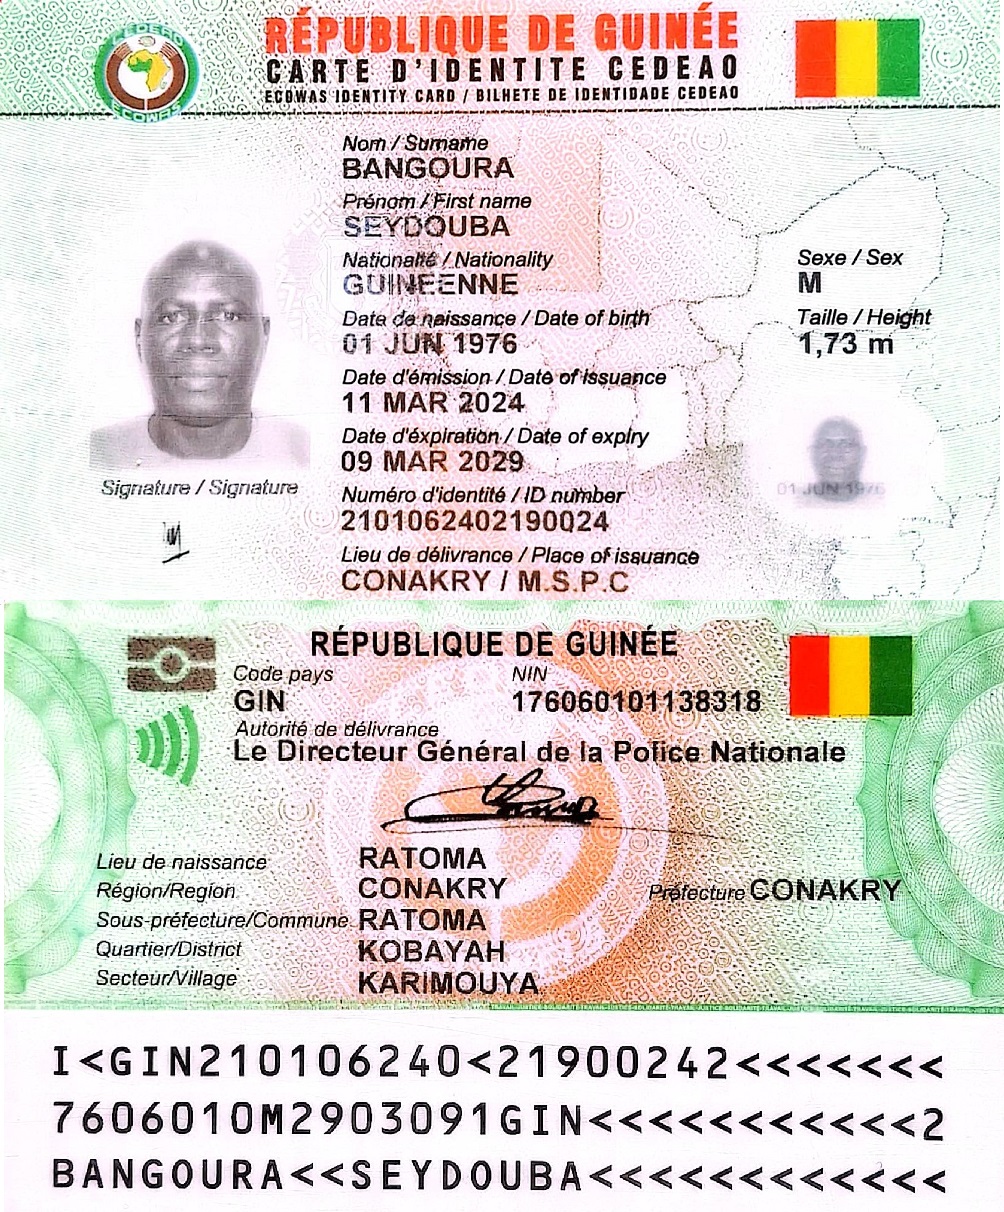 RÉPUBLIQUE DE GUINÉE
CARTE D'IDENTITE CEDEAO
ECOWAS IDENTITY CARD / BILHETE DE IDENTIDADE CEDEAO
CEDEAO
ECOWAS
Nom / Surname
BANGOURA
Prénom / First name
SEYDOUBA
Nationalité / Nationality
GUINEENNE
Sexe / Sex
M
Date de naissance / Date of birth
01 JUN 1976
Taille / Height
1,73 m
Date d'émission / Date of issuance
11 MAR 2024
Date d'éxpiration / Date of expiry
09 MAR 2029
Signature / Signature
01 JUN 1976
Numéro d'identité / ID number
2101062402190024
Lieu de délivrance / Place of issuance
CONAKRY / M.S.P.C
RÉPUBLIQUE DE GUINÉE
Code pays NIN
GIN 176060101138318
Autorité de délivrance
Le Directeur Général de la Police Nationale
Lieu de naissance RATOMA
Région/Region CONAKRY Préfecture CONAKRY
Sous-préfecture/Commune RATOMA
Quartier/District KOBAYAH
Secteur/Village KARIMOUYA
I<GIN210106240<21900242<<<<<<<
7606010M2903091GIN<<<<<<<<<<<2
BANGOURA<<SEYDOUBA<<<<<<<<<<<<